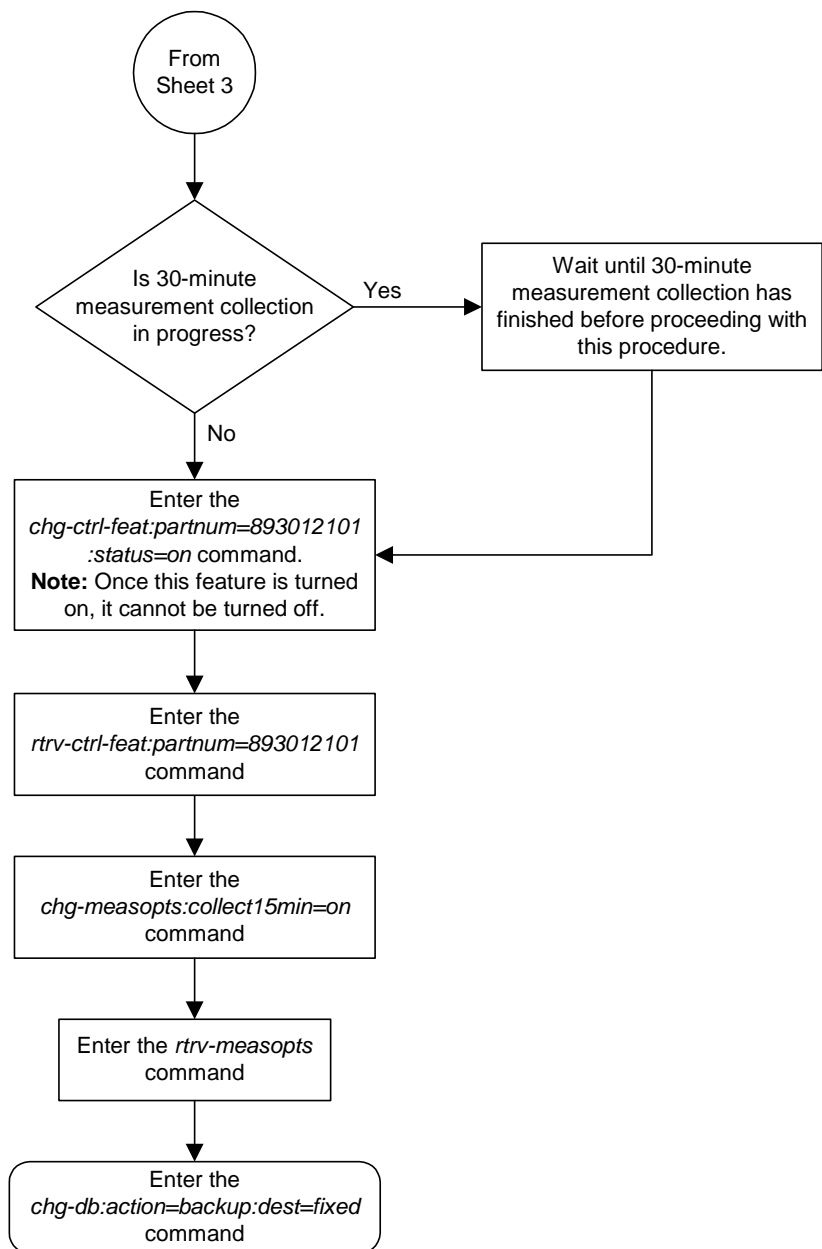 From
Sheet 3
Is 30-minute
measurement collection
in progress?
Yes
Wait until 30-minute
measurement collection has
finished before proceeding with
this procedure.
No
Enter the
chg-ctrl-feat:partnum=893012101
:status=on command.
Note: Once this feature is turned
on, it cannot be turned off.
Enter the
rtrv-ctrl-feat:partnum=893012101
command
Enter the
chg-measopts:collect15min=on
command
Enter the rtrv-measopts
command
Enter the
chg-db:action=backup:dest=fixed
command